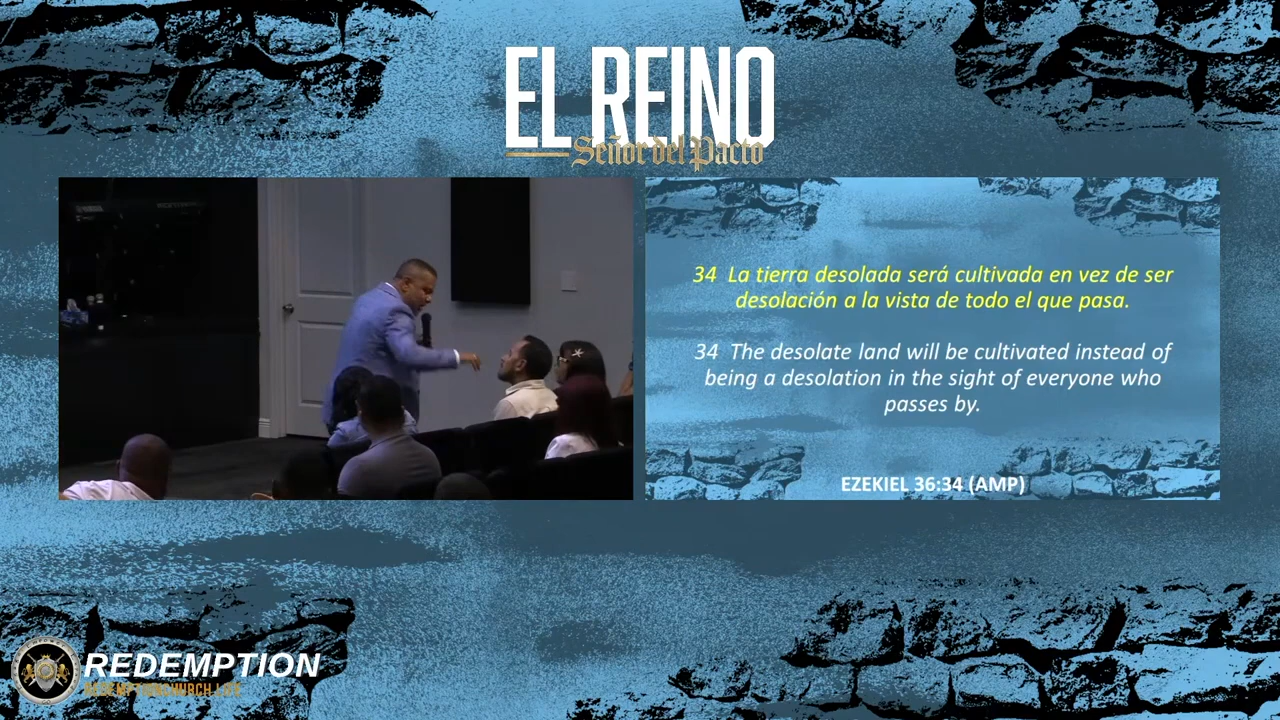 EL REINO
Señor del Pacto
34 La tierra desolada será cultivada en vez de ser
desolación a la vista de todo el que pasa.
34 The desolate land will be cultivated instead of
being a desolation in the sight of everyone who
passes by.
EZEKIEL 36:34 (AMP)
REDEMPTION
REDEMPTIONCHURCH.LIFE